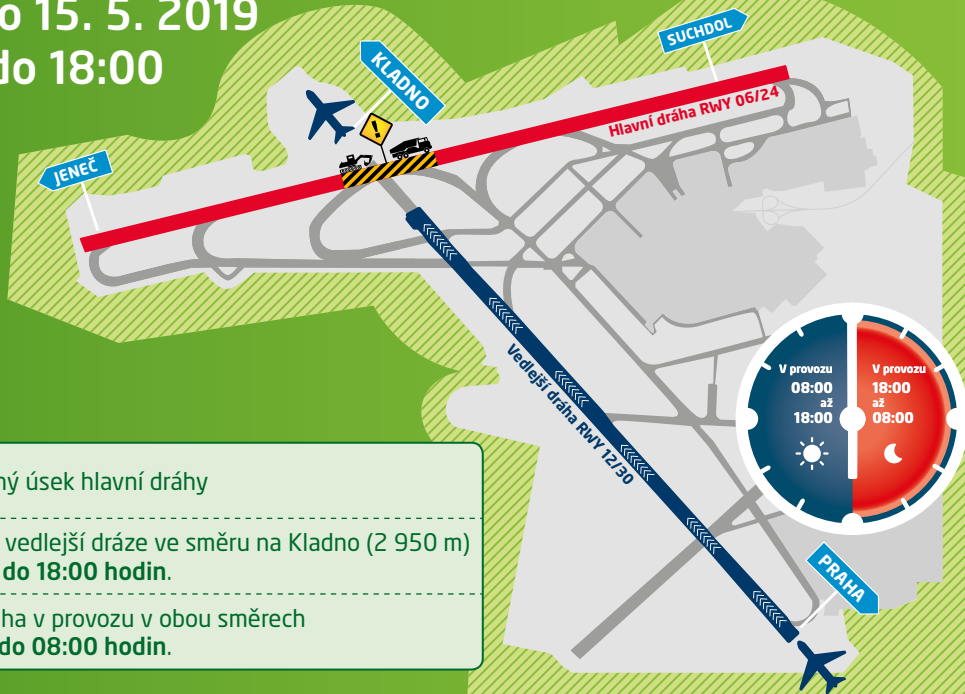 o 15. 5. 2019
do 18:00
SUCHDOL
KLADNO
Hlavní dráha RWY 06/24
JENEČ
Vedlejší dráha RWY 12/30
V provozu
08:00
až
18:00
V provozu
18:00
až
08:00
ný úsek hlavní dráhy
vedlejší dráze ve směru na Kladno (2 950 m)
do 18:00 hodin.
ha v provozu v obou směrech
do 08:00 hodin.
PRAHA